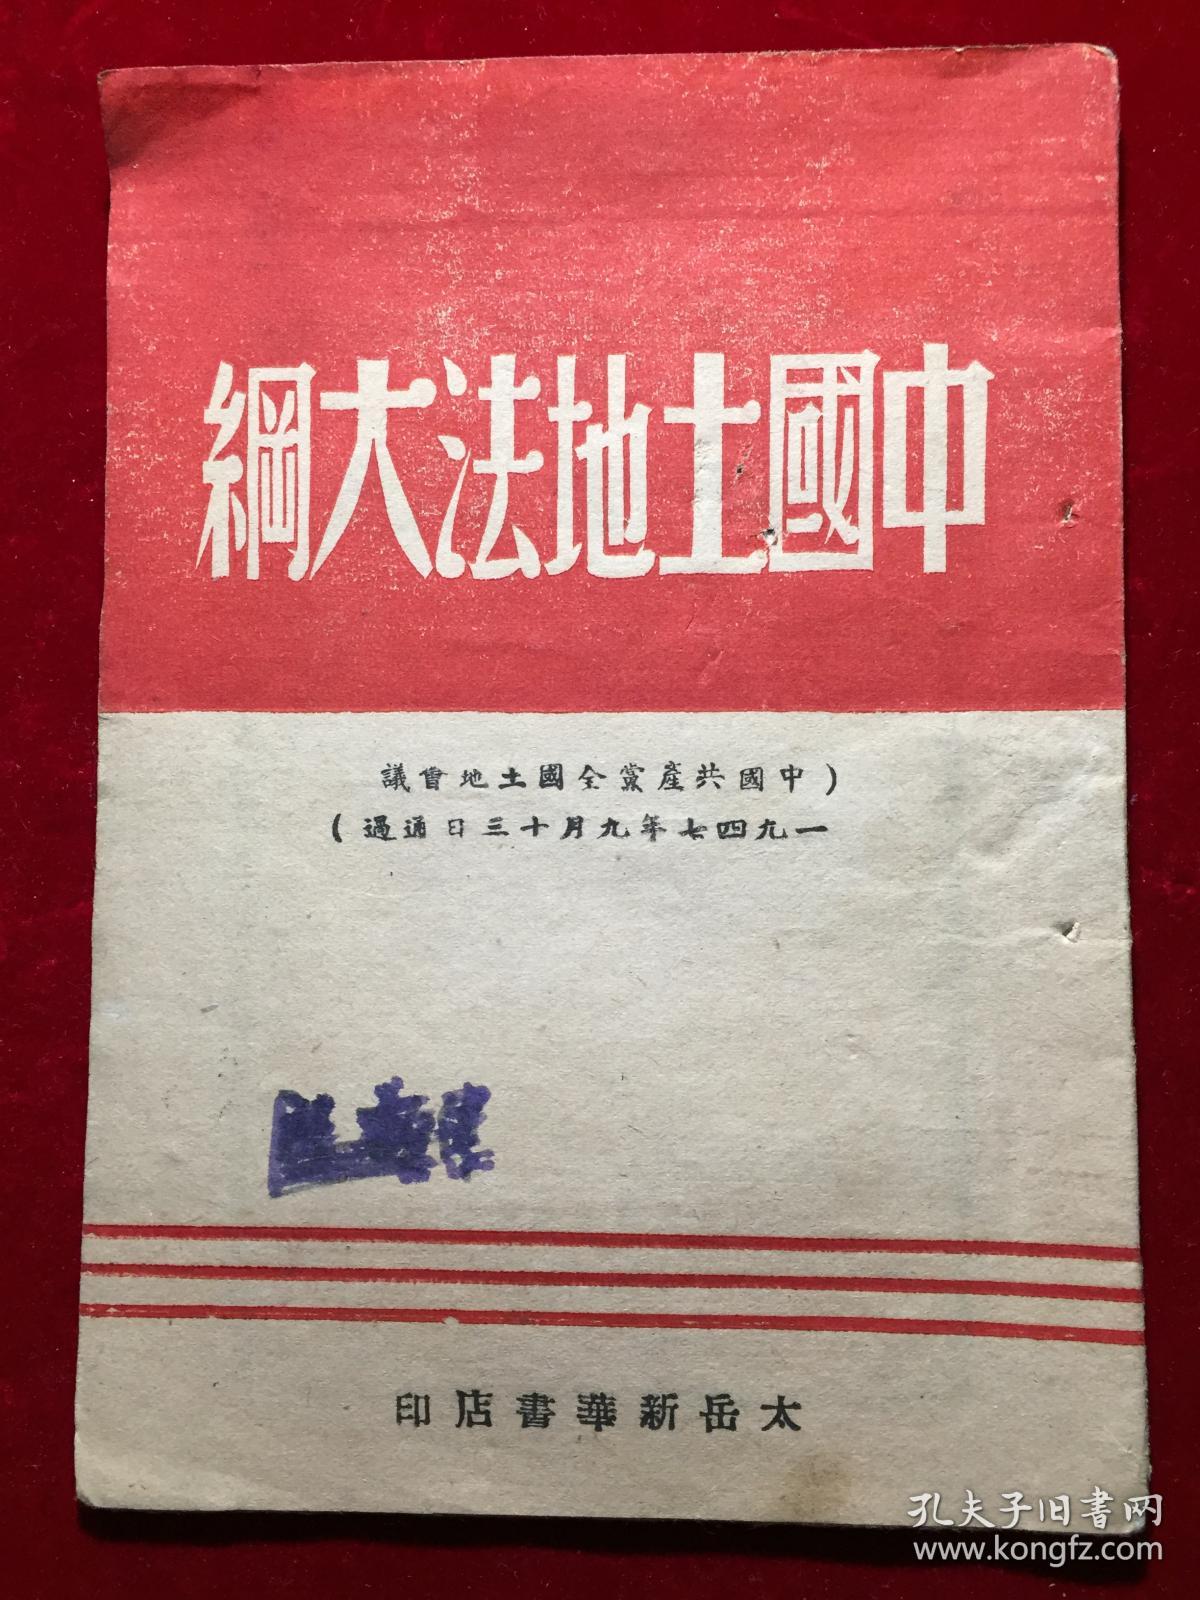 中國土地法大綱
(中國共產黨全國土地會議
一九四七年九月十三日通過)
太岳新華書店印
孔夫子旧书网
www.kongfz.com